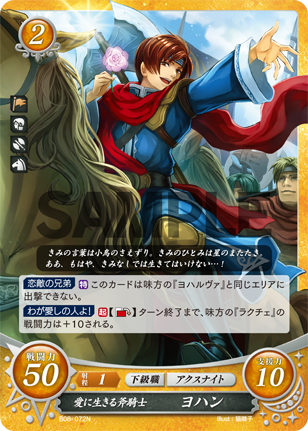 2
SAMPLE
きみの言葉は小鳥のさえずり。きみのひとみは星のまたたき。
ああ、もはや、きみなしでは生きてはいけない…!
恋敵の兄弟 特 このカードは味方の『ヨハルヴァ』と同じエリアに
出撃できない。
わが愛しの人よ! 起 【 】ターン終了まで、味方の『ラクチェ』の
戦闘力は+10される。
戦闘力
50
射程 1
下級職
アクスナイト
支援力
10
愛に生きる斧騎士 ヨハン
B08-072N
Illust: